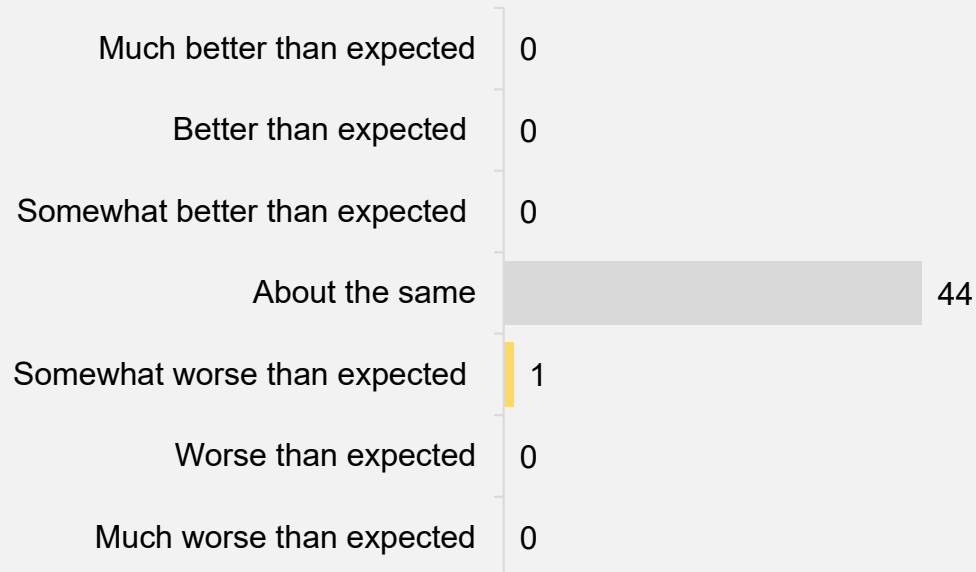 Much better than expected 0
Better than expected 0
Somewhat better than expected 0
About the same 44
Somewhat worse than expected 1
Worse than expected 0
Much worse than expected 0